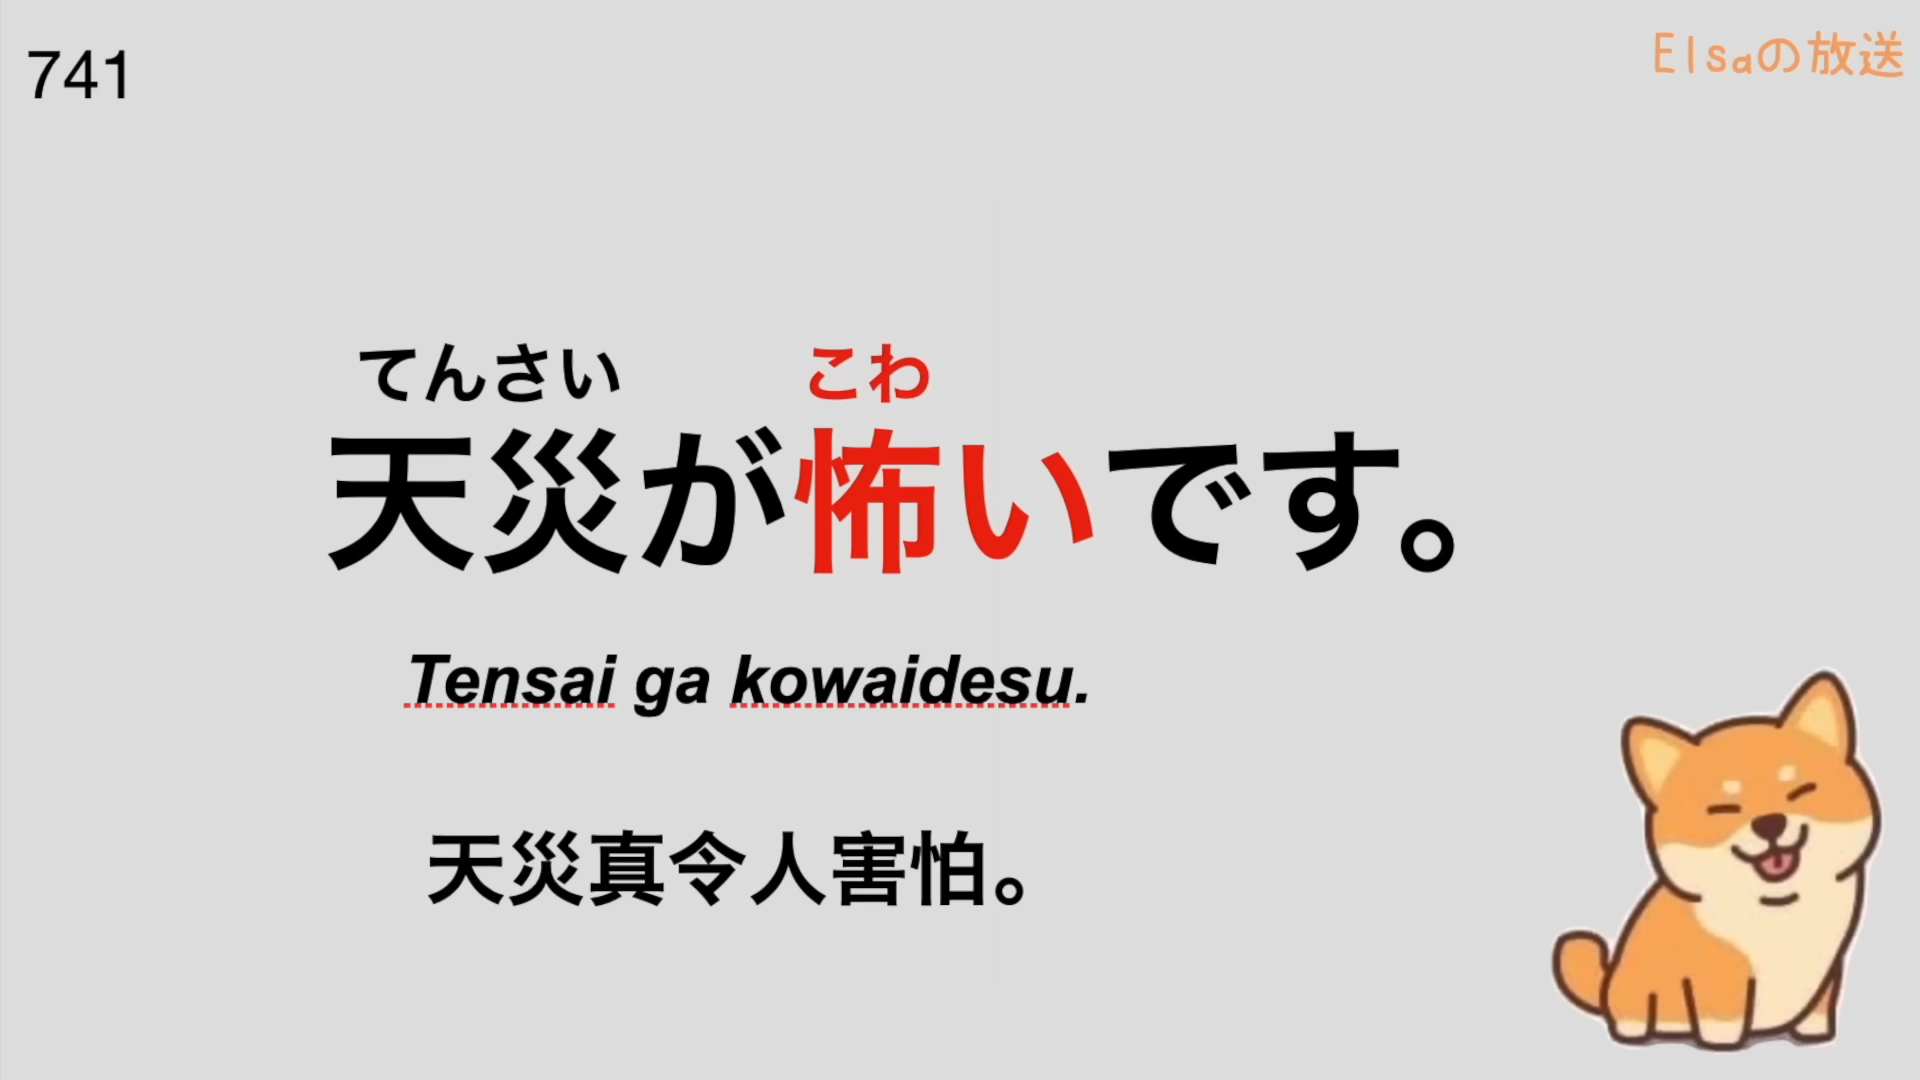 741
Elsaの放送
てんさい こわ
天災が怖いです。
Tensai ga kowaidesu.
天災真令人害怕。